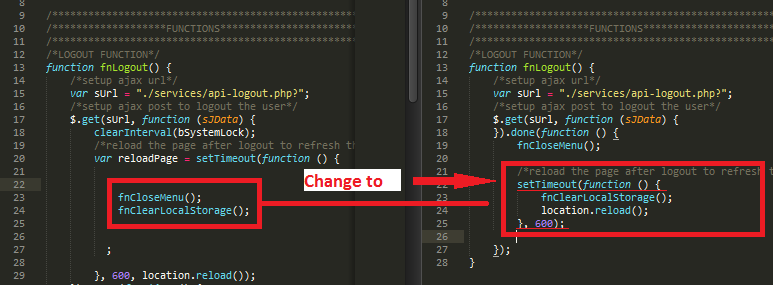 8
9 /**************************************************
10 /*******************FUNCTIONS**********************
11 /**************************************************
12 /*LOGOUT FUNCTION*/
13 function fnLogout() {
14 /*setup ajax url*/
15 var sUrl = "./services/api-logout.php?";
16 /*setup ajax post to logout the user*/
17 $.get(sUrl, function (sJData) {
18 clearInterval(bSystemLock);
19 /*reload the page after logout to refresh th
20 var reloadPage = setTimeout(function () {
21
22
23 fnCloseMenu();
24 fnClearLocalStorage();
25
26
27 ;
28
29 }, 600, location.reload());
Change to
8
9 /**************************************************
10 /*******************FUNCTIONS**********************
11 /**************************************************
12 /*LOGOUT FUNCTION*/
13 function fnLogout() {
14 /*setup ajax url*/
15 var sUrl = "./services/api-logout.php?";
16 /*setup ajax post to logout the user*/
17 $.get(sUrl, function (sJData) {
18 }).done(function () {
19 fnCloseMenu();
20
21 /*reload the page after logout to refresh t
22 setTimeout(function () {
23 fnClearLocalStorage();
24 location.reload();
25 }, 600);
26
27 });
28 }